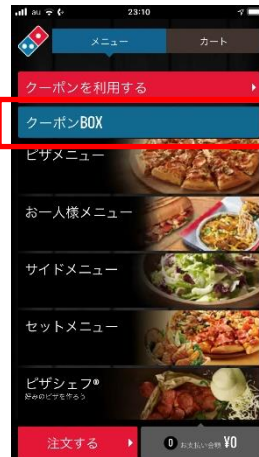 au 23:10
メニュー カート
クーポンを利用する
クーポンBOX
ピザメニュー
お一人様メニュー
サイドメニュー
セットメニュー
ピザシェフ®
好みのピザを作ろう
注文する 0 お支払い金額 ¥0